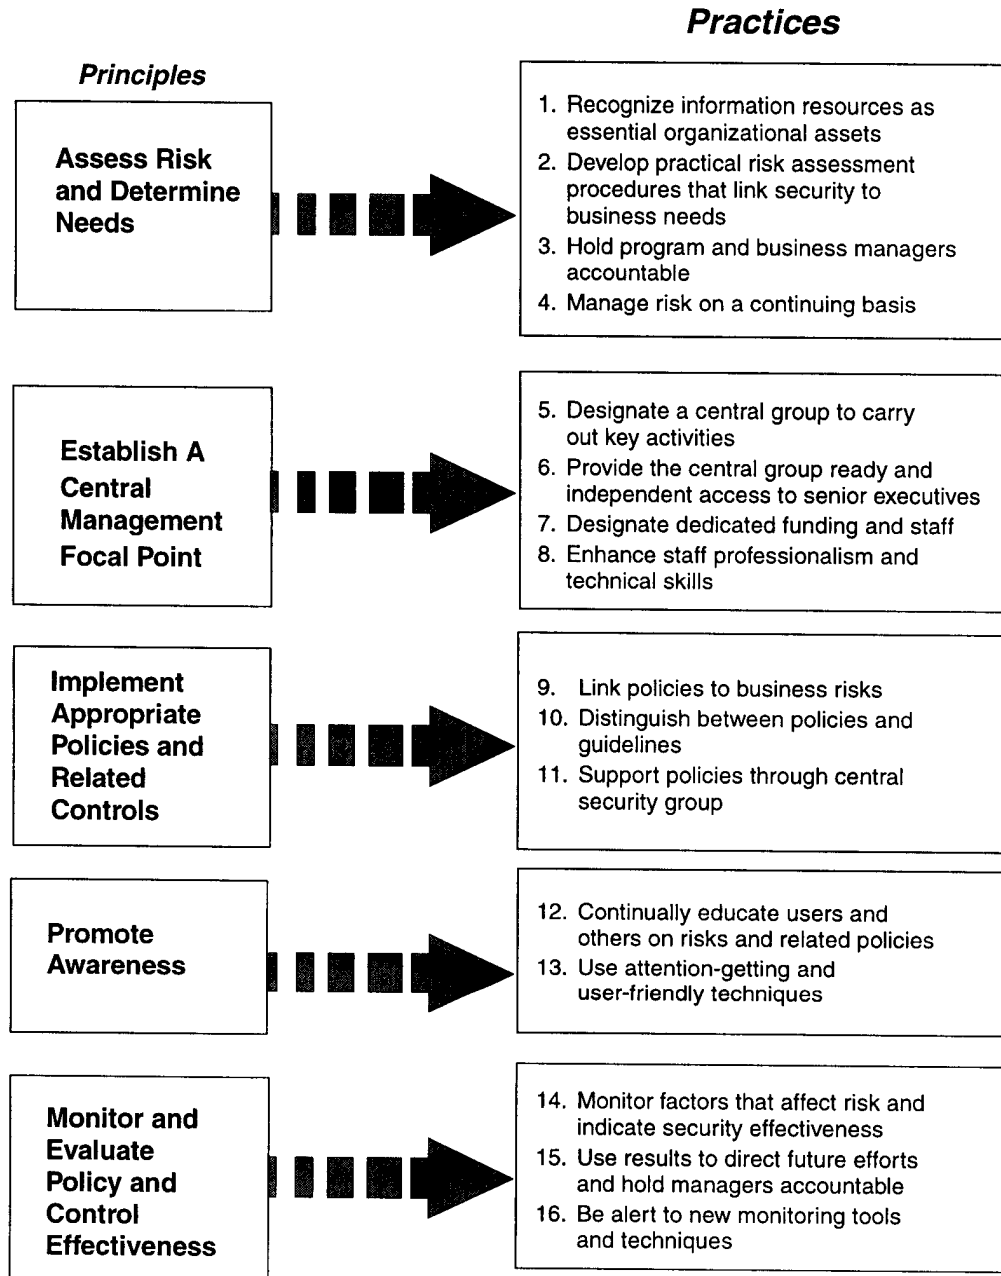 Practices
Principles
Assess Risk
and Determine
Needs
1. Recognize information resources as
essential organizational assets
2. Develop practical risk assessment
procedures that link security to
business needs
3. Hold program and business managers
accountable
4. Manage risk on a continuing basis
Establish A
Central
Management
Focal Point
5. Designate a central group to carry
out key activities
6. Provide the central group ready and
independent access to senior executives
7. Designate dedicated funding and staff
8. Enhance staff professionalism and
technical skills
Implement
Appropriate
Policies and
Related
Controls
9. Link policies to business risks
10. Distinguish between policies and
guidelines
11. Support policies through central
security group
Promote
Awareness
12. Continually educate users and
others on risks and related policies
13. Use attention-getting and
user-friendly techniques
Monitor and
Evaluate
Policy and
Control
Effectiveness
14. Monitor factors that affect risk and
indicate security effectiveness
15. Use results to direct future efforts
and hold managers accountable
16. Be alert to new monitoring tools
and techniques